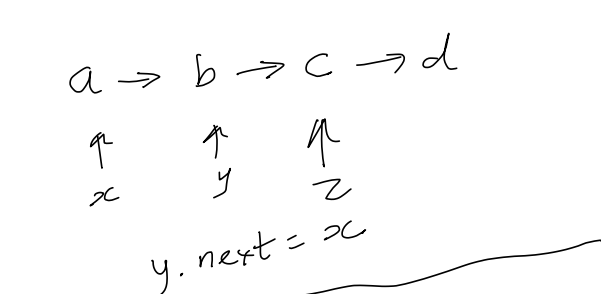 a → b → c → d
↑ ↑ ↑
x y z
y. next = x